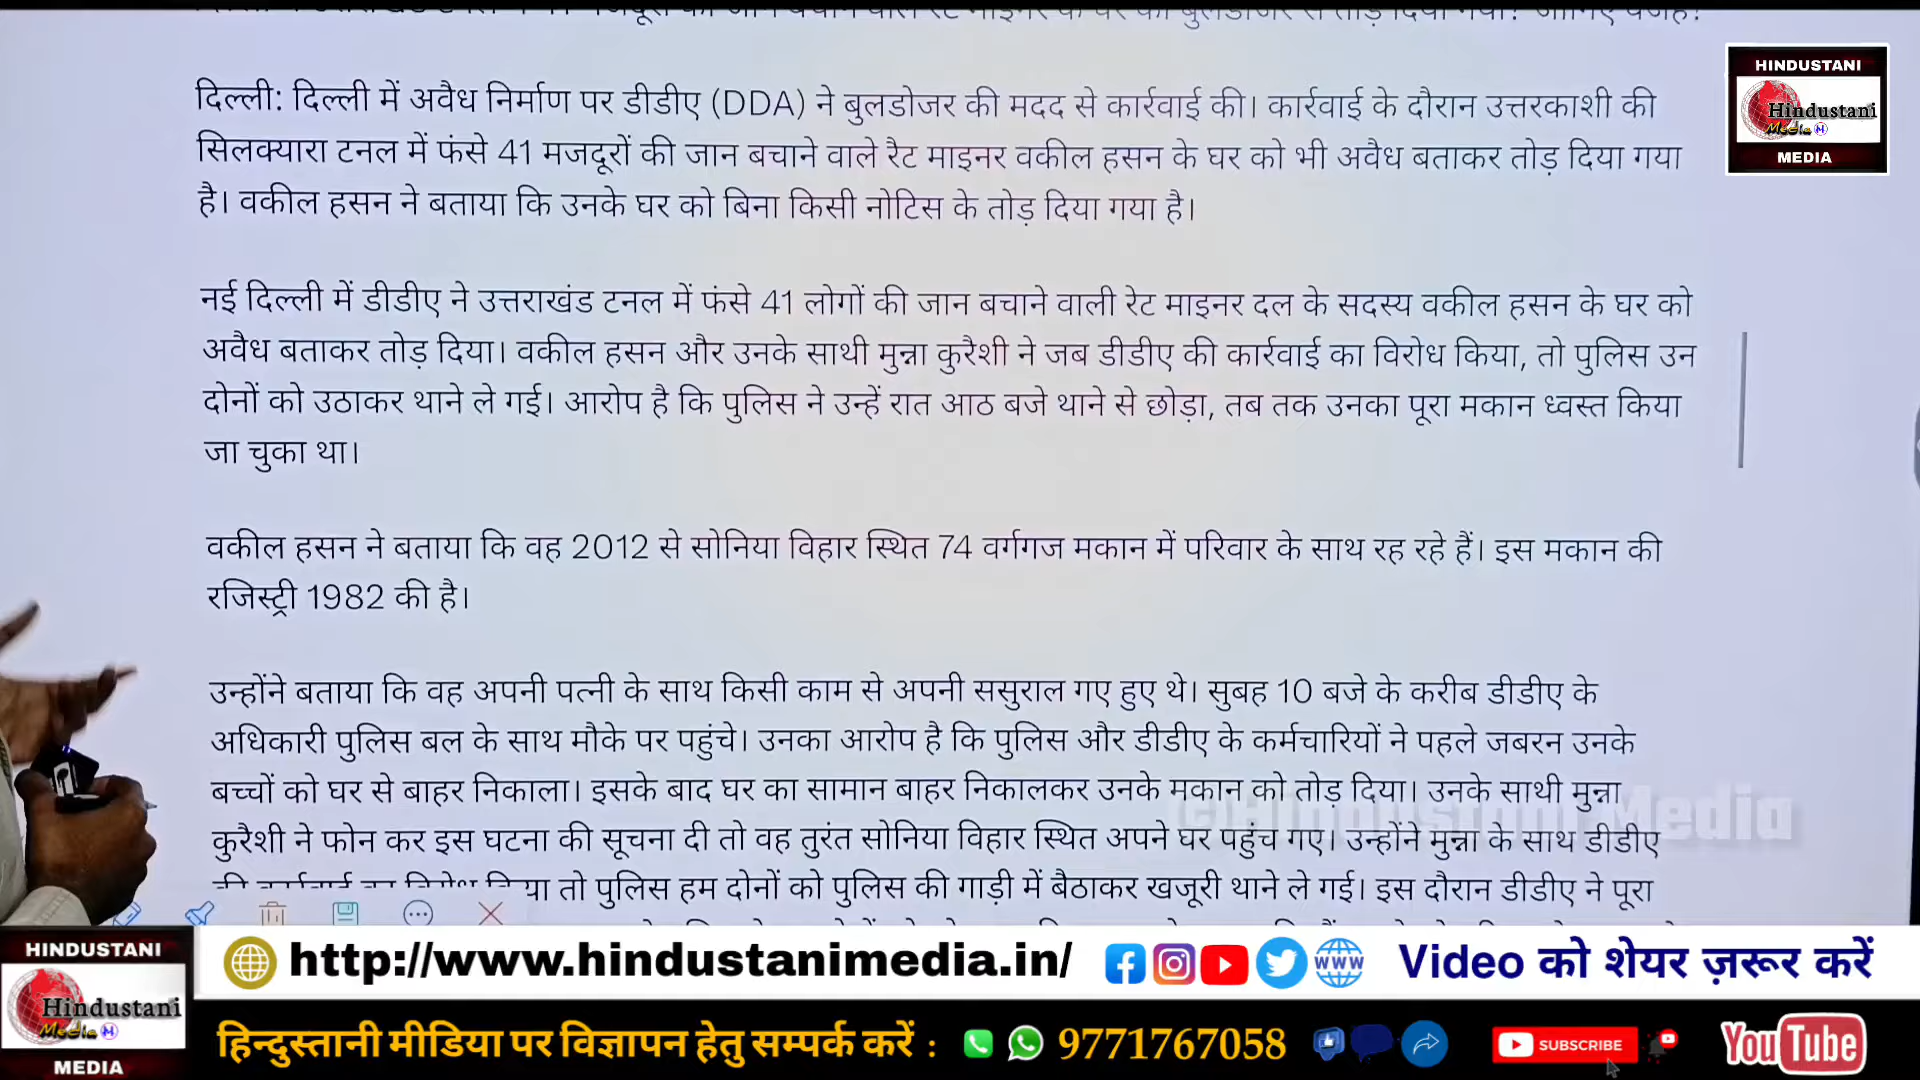 HINDUSTANI
Hindustani
Media M
MEDIA
दिल्ली: दिल्ली में अवैध निर्माण पर डीडीए (DDA) ने बुलडोजर की मदद से कार्रवाई की। कार्रवाई के दौरान उत्तरकाशी की
सिलक्यारा टनल में फंसे 41 मजदूरों की जान बचाने वाले रैट माइनर वकील हसन के घर को भी अवैध बताकर तोड़ दिया गया
है। वकील हसन ने बताया कि उनके घर को बिना किसी नोटिस के तोड़ दिया गया है।
नई दिल्ली में डीडीए ने उत्तराखंड टनल में फंसे 41 लोगों की जान बचाने वाली रेट माइनर दल के सदस्य वकील हसन के घर को
अवैध बताकर तोड़ दिया। वकील हसन और उनके साथी मुन्ना कुरैशी ने जब डीडीए की कार्रवाई का विरोध किया, तो पुलिस उन
दोनों को उठाकर थाने ले गई। आरोप है कि पुलिस ने उन्हें रात आठ बजे थाने से छोड़ा, तब तक उनका पूरा मकान ध्वस्त किया
जा चुका था।
वकील हसन ने बताया कि वह 2012 से सोनिया विहार स्थित 74 वर्गगज मकान में परिवार के साथ रह रहे हैं। इस मकान की
रजिस्ट्री 1982 की है।
उन्होंने बताया कि वह अपनी पत्नी के साथ किसी काम से अपनी ससुराल गए हुए थे। सुबह 10 बजे के करीब डीडीए के
अधिकारी पुलिस बल के साथ मौके पर पहुंचे। उनका आरोप है कि पुलिस और डीडीए के कर्मचारियों ने पहले जबरन उनके
बच्चों को घर से बाहर निकाला। इसके बाद घर का सामान बाहर निकालकर उनके मकान को तोड़ दिया। उनके साथी मुन्ना
कुरैशी ने फोन कर इस घटना की सूचना दी तो वह तुरंत सोनिया विहार स्थित अपने घर पहुंच गए। उन्होंने मुन्ना के साथ डीडीए
या तो पुलिस हम दोनों को पुलिस की गाड़ी में बैठाकर खजूरी थाने ले गई। इस दौरान डीडीए ने पूरा
©Hindustani Media
HINDUSTANI
Hindustani
Media M
MEDIA
http://www.hindustanimedia.in/ WWW Video को शेयर ज़रूर करें
हिन्दुस्तानी मीडिया पर विज्ञापन हेतु सम्पर्क करें : 9771767058 SUBSCRIBE YouTube